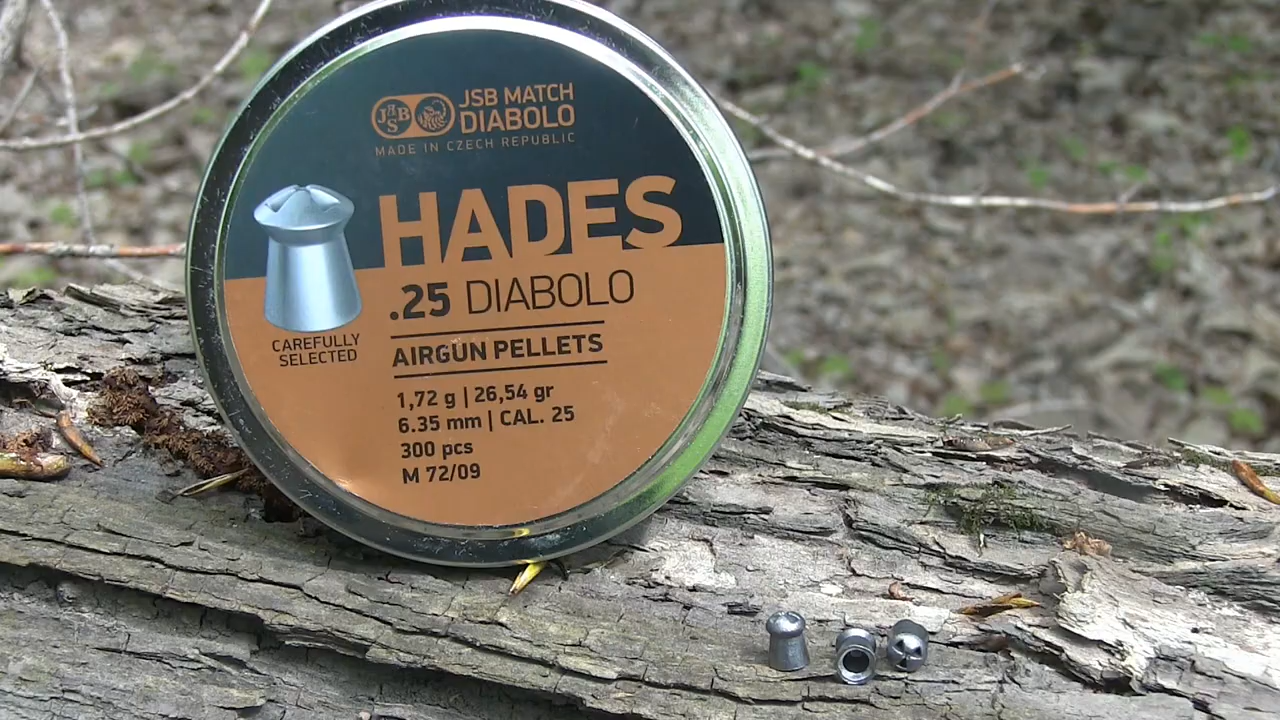 JSB
JSB MATCH
DIABOLO
MADE IN CZECH REPUBLIC
HADES
.25 DIABOLO
CAREFULLY
SELECTED
AIRGUN PELLETS
1,72 g | 26,54 gr
6.35 mm | CAL. 25
300 pcs
M 72/09